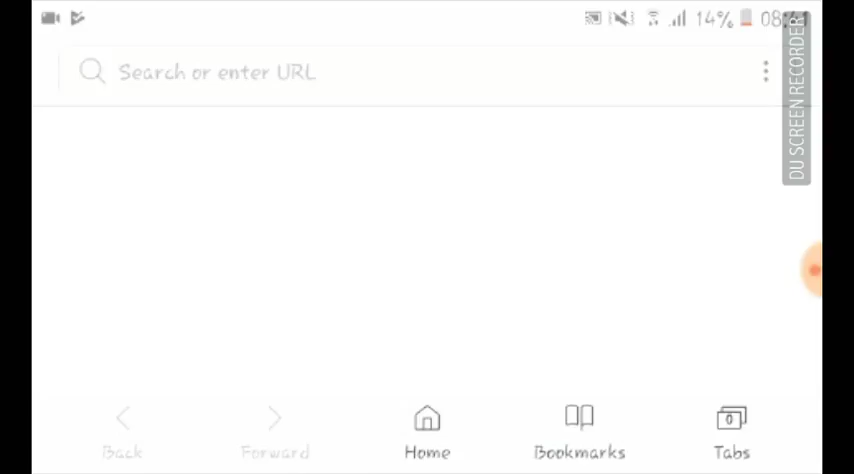 14%
Search or enter URL
DU SCREEN RECORDER
Back
Forward
Home
Bookmarks
0
Tabs